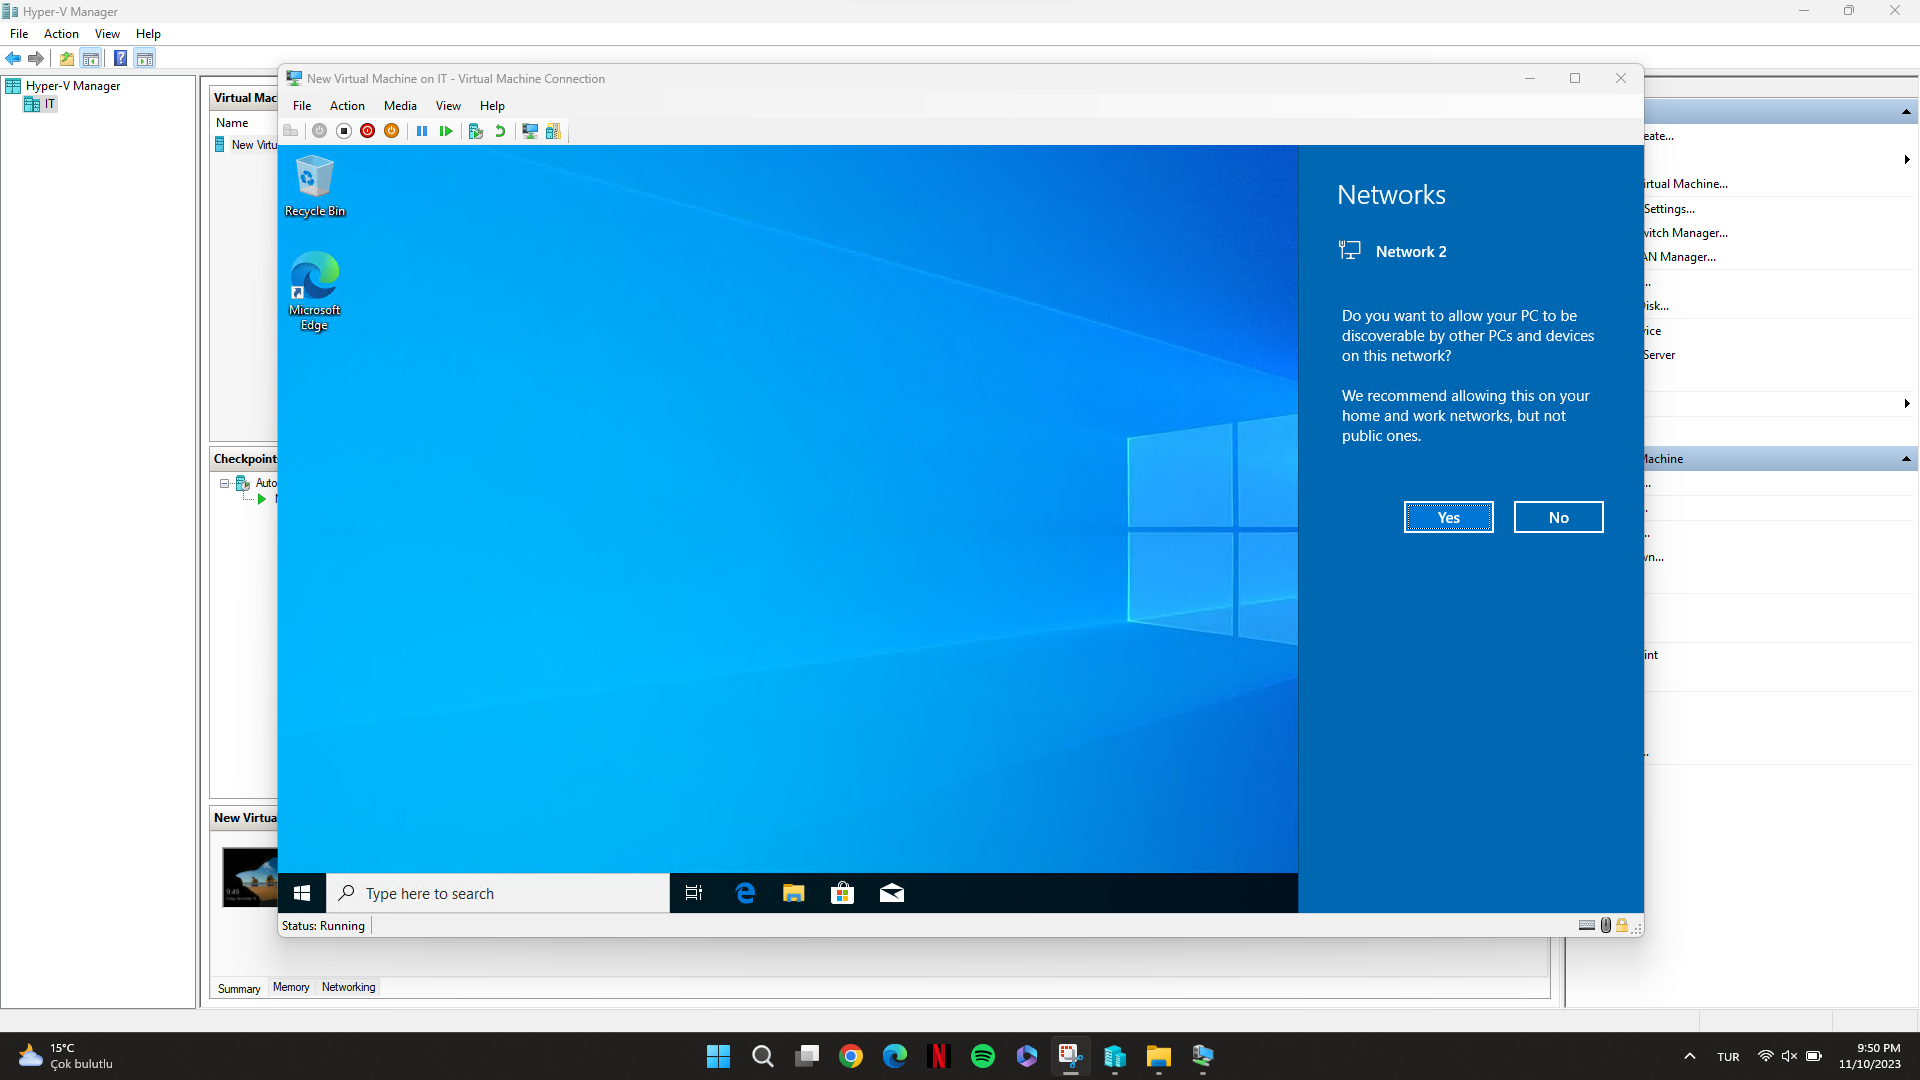 Hyper-V Manager
File Action View Help
Hyper-V Manager
IT
Virtual Mac
Name
New Virtu
Checkpoint
Auto
New Virtua
Summary Memory Networking
New Virtual Machine on IT - Virtual Machine Connection
File Action Media View Help
Recycle Bin
Microsoft
Edge
Networks
Network 2
Do you want to allow your PC to be
discoverable by other PCs and devices
on this network?
We recommend allowing this on your
home and work networks, but not
public ones.
Yes No
Type here to search
Status: Running
eate...
irtual Machine...
Settings...
witch Manager...
AN Manager...
...
isk...
vice
Server
Machine
...
...
wn...
int
15°C
Çok bulutlu
TUR
9:50 PM
11/10/2023